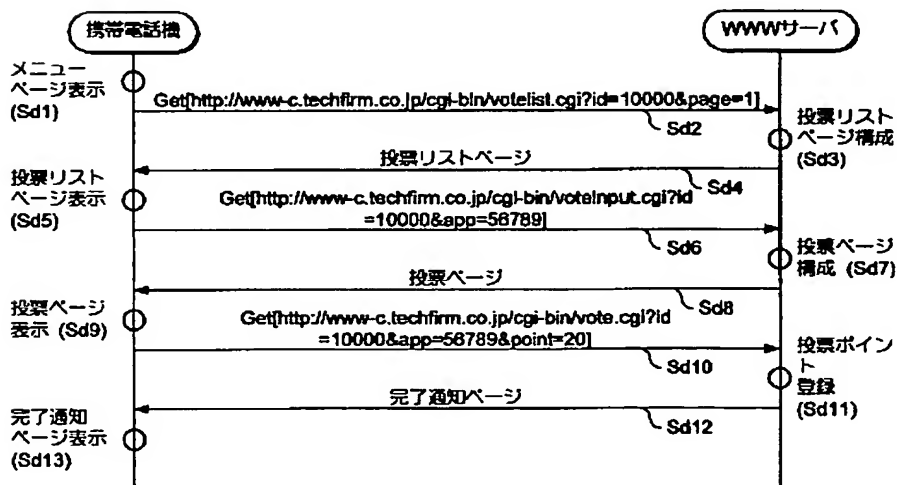 携帯電話機
WWWサーバ
メニュー
ページ表示
(Sd1)
Get[http://www-c.techfirm.co.jp/cgi-bin/votelist.cgi?id=10000&page=1]
Sd2
投票リスト
ページ構成
(Sd3)
投票リストページ
Sd4
投票リスト
ページ表示
(Sd5)
Get[http://www-c.techfirm.co.jp/cgi-bin/voteinput.cgi?id
=10000&app=56789]
Sd6
投票ページ
構成 (Sd7)
投票ページ
Sd8
投票ページ
表示 (Sd9)
Get[http://www-c.techfirm.co.jp/cgi-bin/vote.cgi?id
=10000&app=56789&point=20]
Sd10
投票ポイン
ト
登録
(Sd11)
完了通知ページ
Sd12
完了通知
ページ表示
(Sd13)